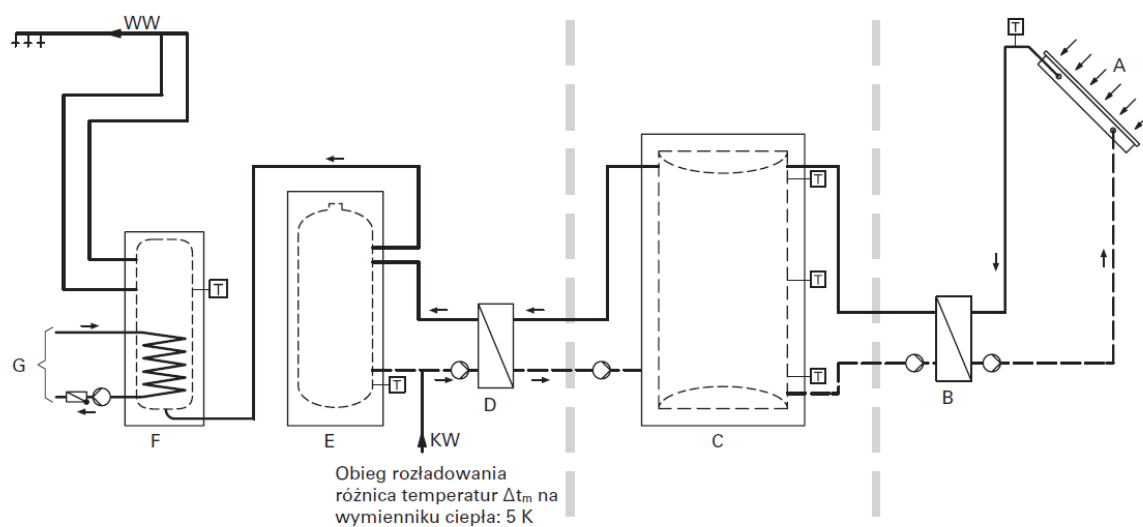 WW
T
A
T
T
T
G
T
T
B
D
F
E
C
KW
Obieg rozładowania
różnica temperatur Δtₘ na
wymienniku ciepła: 5 K